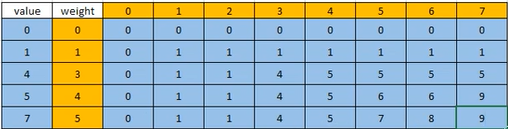 value weight 0 1 2 3 4 5 6 7
0 0 0 0 0 0 0 0 0 0 0
1 1 0 1 1 1 1 1 1 1
4 3 0 1 1 4 5 5 5 5
5 4 0 1 1 4 5 6 6 9
7 5 0 1 1 4 5 7 8 9